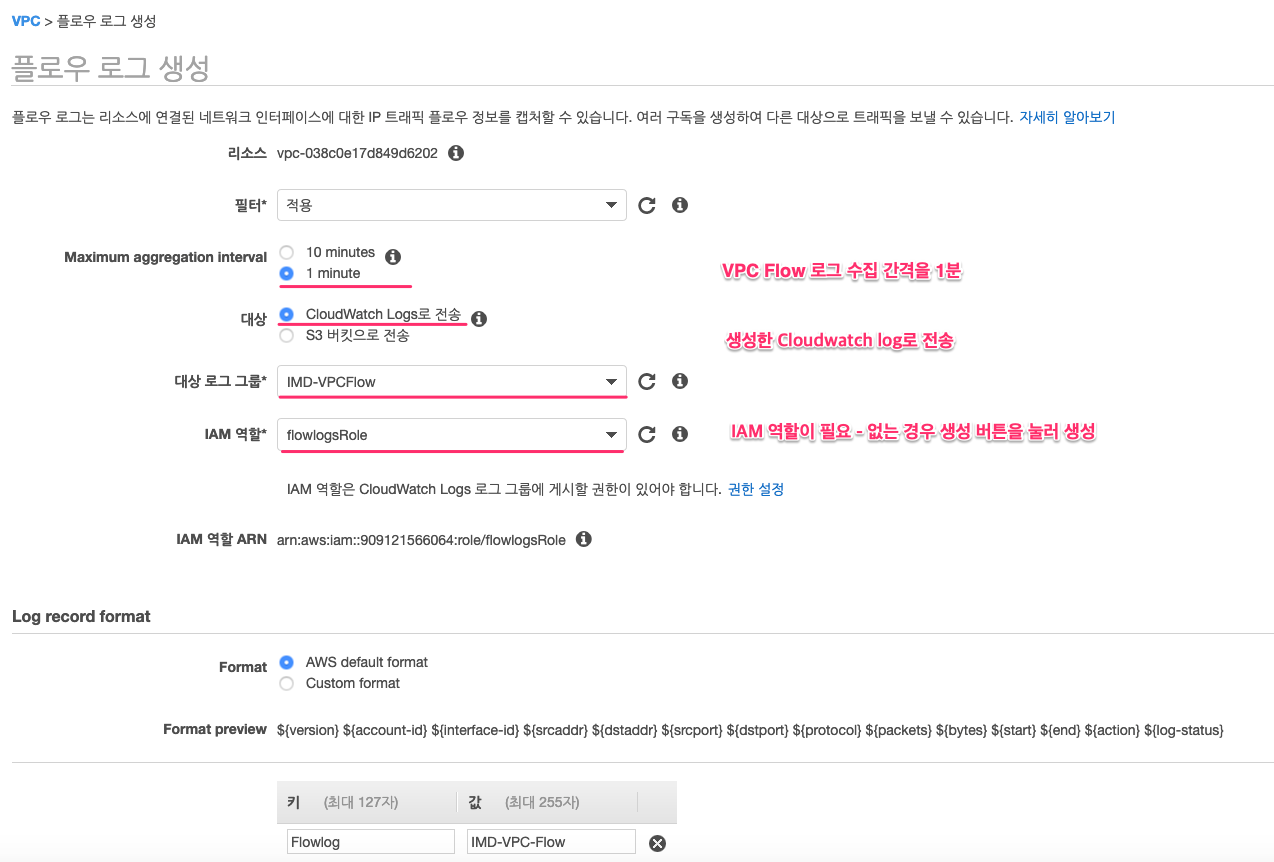 VPC > 플로우 로그 생성
플로우 로그 생성
플로우 로그는 리소스에 연결된 네트워크 인터페이스에 대한 IP 트래픽 플로우 정보를 캡처할 수 있습니다. 여러 구독을 생성하여 다른 대상으로 트래픽을 보낼 수 있습니다. 자세히 알아보기
리소스 vpc-038c0e17d849d6202
필터* 적용
Maximum aggregation interval 10 minutes
1 minute
VPC Flow 로그 수집 간격을 1분
대상 CloudWatch Logs로 전송
S3 버킷으로 전송
생성한 Cloudwatch log로 전송
대상 로그 그룹* IMD-VPCFlow
IAM 역할* flowlogsRole
IAM 역할이 필요 - 없는 경우 생성 버튼을 눌러 생성
IAM 역할은 CloudWatch Logs 로그 그룹에 게시할 권한이 있어야 합니다. 권한 설정
IAM 역할 ARN arn:aws:iam::909121566064:role/flowlogsRole
Log record format
Format AWS default format
Custom format
Format preview ${version} ${account-id} ${interface-id} ${srcaddr} ${dstaddr} ${srcport} ${dstport} ${protocol} ${packets} ${bytes} ${start} ${end} ${action} ${log-status}
키 (최대 127자) 값 (최대 255자)
Flowlog IMD-VPC-Flow